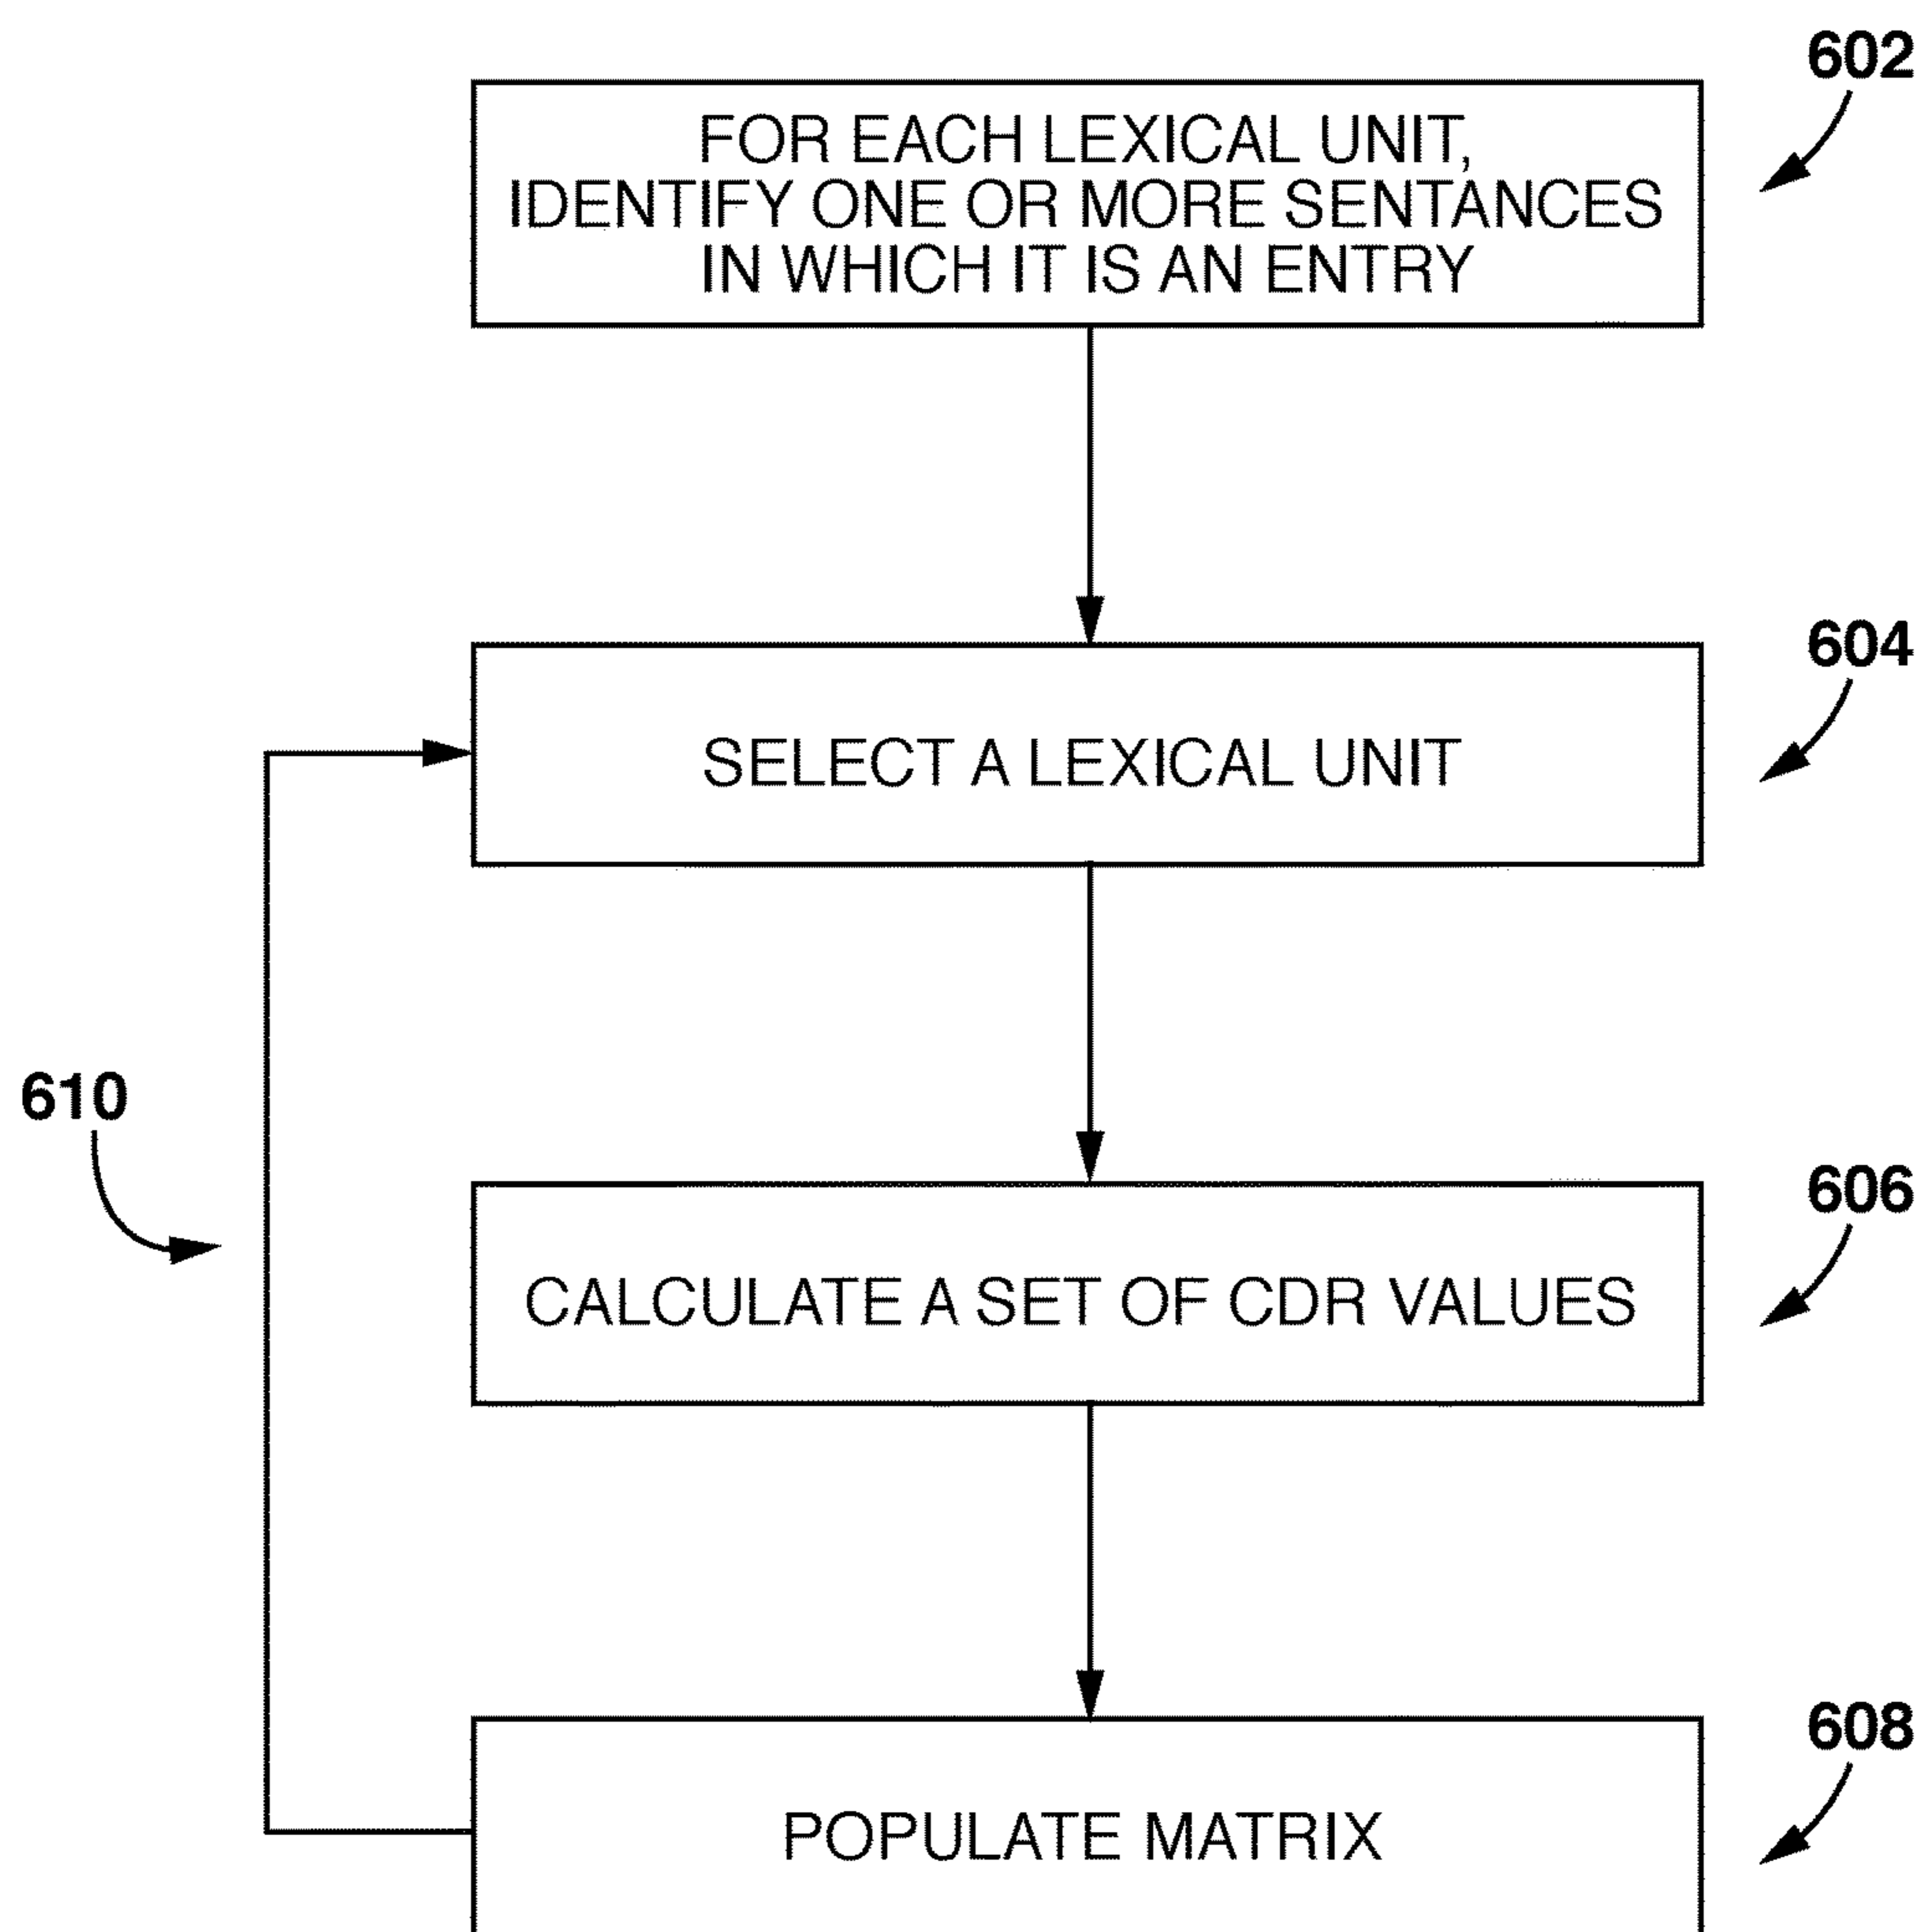 602
FOR EACH LEXICAL UNIT,
IDENTIFY ONE OR MORE SENTANCES
IN WHICH IT IS AN ENTRY
604
SELECT A LEXICAL UNIT
610
606
CALCULATE A SET OF CDR VALUES
608
POPULATE MATRIX